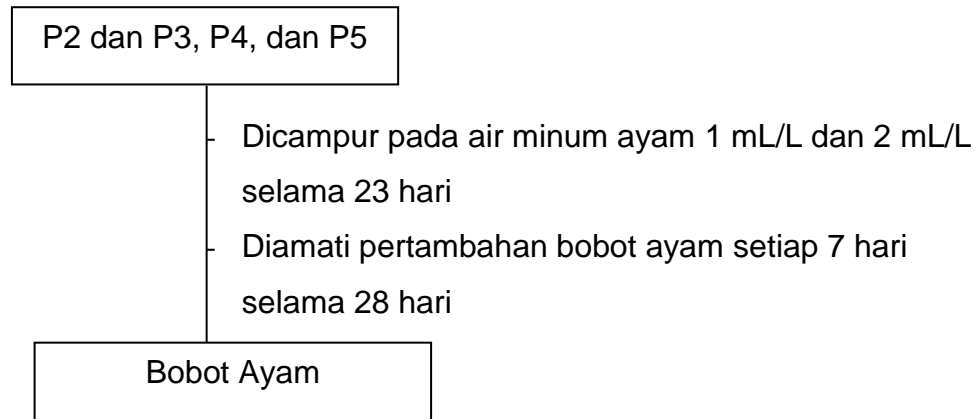 P2 dan P3, P4, dan P5
- Dicampur pada air minum ayam 1 mL/L dan 2 mL/L
selama 23 hari
- Diamati pertambahan bobot ayam setiap 7 hari
selama 28 hari
Bobot Ayam